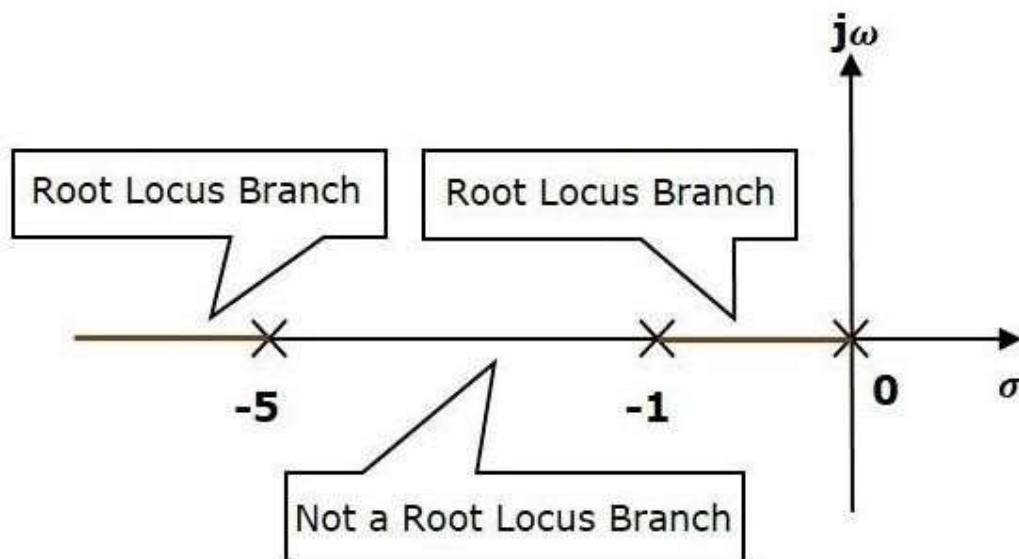 jω
Root Locus Branch
Root Locus Branch
-5
-1
0
σ
Not a Root Locus Branch